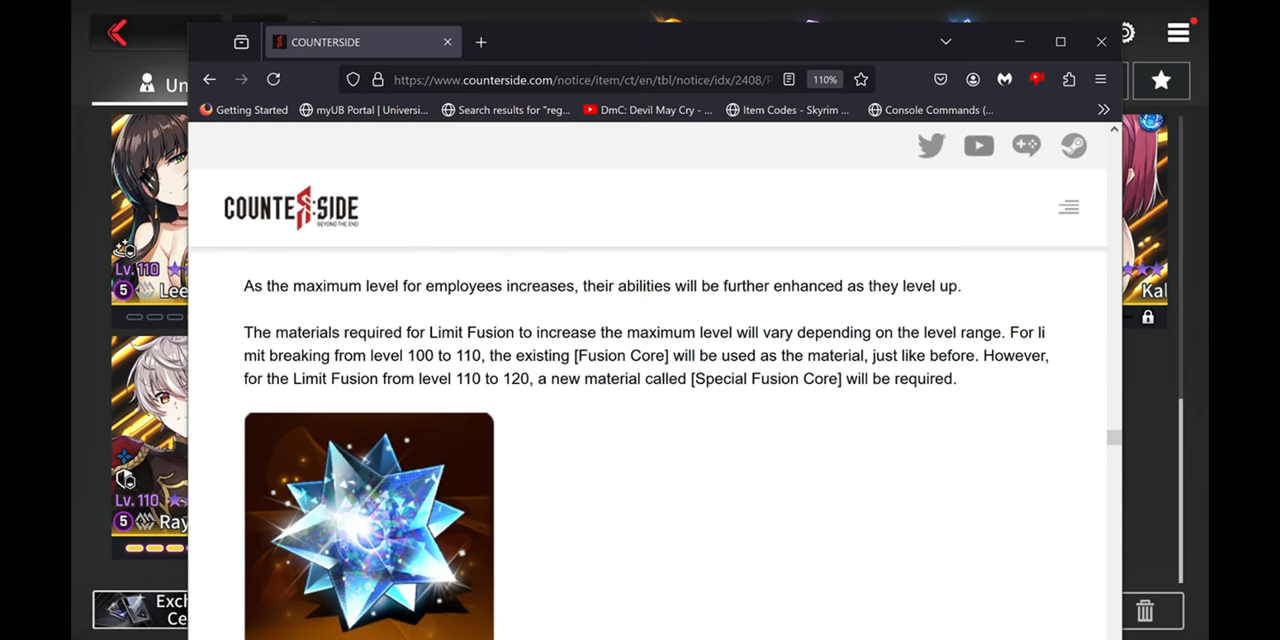 COUNTERSIDE
https://www.counterside.com/notice/item/ct/en/tbl/notice/idx/2408/
110%
Getting Started
myUB Portal | Universi...
Search results for "reg...
DmC: Devil May Cry - ...
Item Codes - Skyrim ...
Console Commands (...
Un
COUNTERSIDE
BEYOND THE END
As the maximum level for employees increases, their abilities will be further enhanced as they level up.
The materials required for Limit Fusion to increase the maximum level will vary depending on the level range. For li
mit breaking from level 100 to 110, the existing [Fusion Core] will be used as the material, just like before. However,
for the Limit Fusion from level 110 to 120, a new material called [Special Fusion Core] will be required.
Lv. 110
5 Lee
Kal
Lv. 110
5 Ray
Exch
Ce